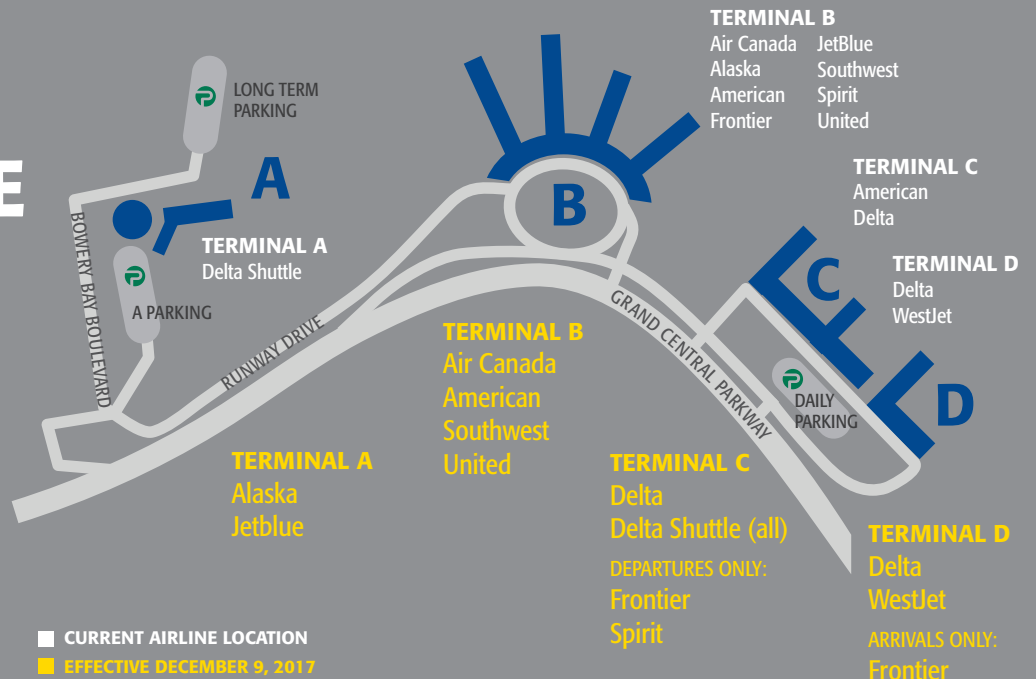 E
LONG TERM
PARKING
A
TERMINAL A
Delta Shuttle
A PARKING
BOWERY BAY BOULEVARD
RUNWAY DRIVE
B
GRAND CENTRAL PARKWAY
TERMINAL B
Air Canada JetBlue
Alaska Southwest
American Spirit
Frontier United
TERMINAL C
American
Delta
C
TERMINAL D
Delta
WestJet
D
DAILY
PARKING
TERMINAL A
Alaska
Jetblue
TERMINAL B
Air Canada
American
Southwest
United
TERMINAL C
Delta
Delta Shuttle (all)
DEPARTURES ONLY:
Frontier
Spirit
TERMINAL D
Delta
WestJet
ARRIVALS ONLY:
Frontier
CURRENT AIRLINE LOCATION
EFFECTIVE DECEMBER 9, 2017